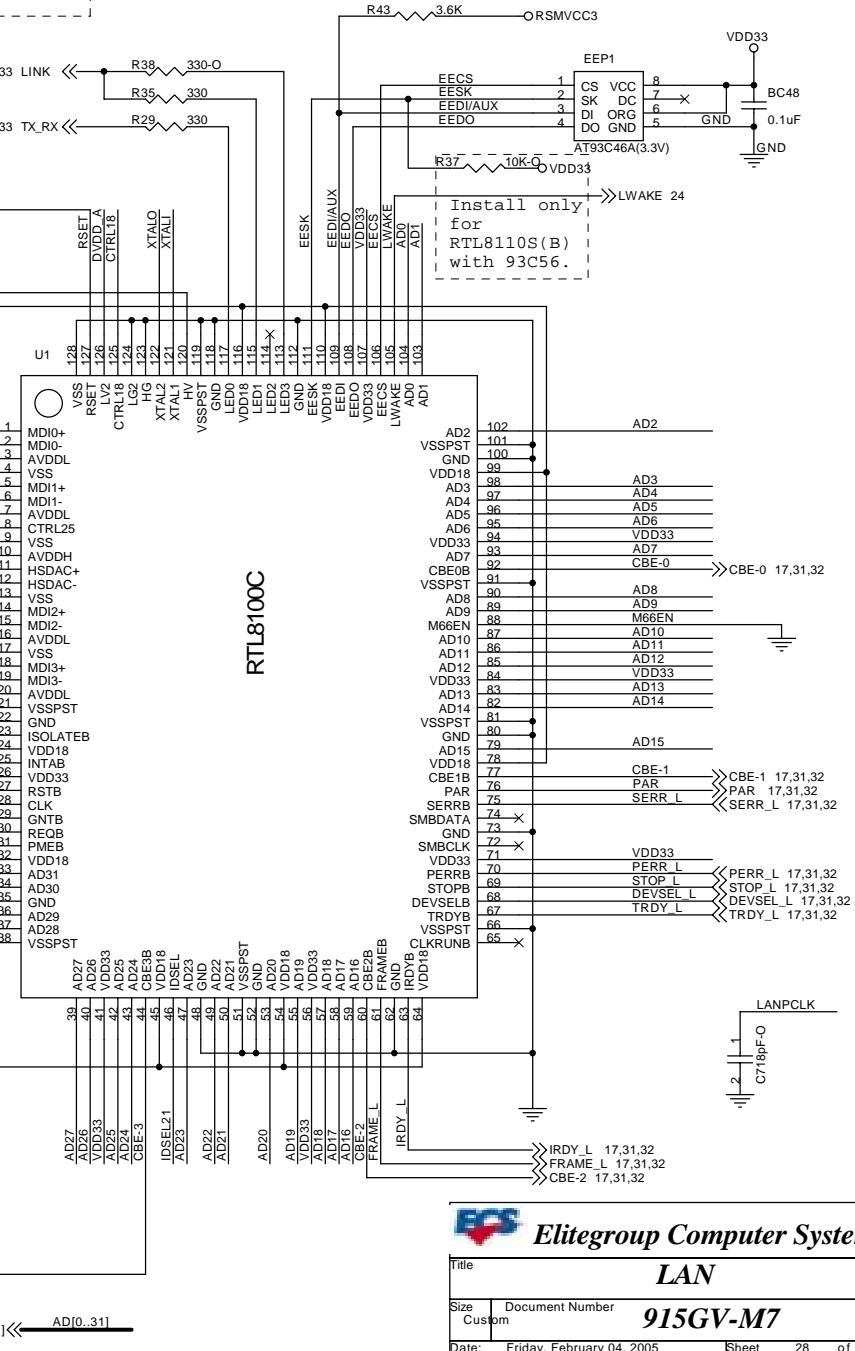 R43 3.6K RSMVCC3
VDD33
EEP1
33 LINK R38 330-O
R35 330
33 TX_RX R29 330
EECS 1 CS VCC 8
EESK 2 SK DC 7
EEDI/AUX 3 DI ORG 6
EEDO 4 DO GND 5 GND
BC48
0.1uF
GND
AT93C46A(3.3V)
R37 10K-O VDD33
LWAKE 24
Install only
for
RTL8110S(B)
with 93C56.
RSET
DVDD_A
CTRL18
XTALO
XTALI
EESK
EEDI/AUX
EEDO
VDD33
EECS
LWAKE
AD0
AD1
U1
128 VSS
127 RSET
126 LV2
125 CTRL18
124 LG2
123 HG
122 XTAL2
121 XTAL1
120 HV
119 VSSPST
118 GND
117 LED0
116 VDD18
115 LED1
114 LED2
113 LED3
112 GND
111 EESK
110 VDD18
109 EEDI
108 EEDO
107 VDD33
106 EECS
105 LWAKE
104 AD0
103 AD1
1 MDI0+
2 MDI0-
3 AVDDL
4 VSS
5 MDI1+
6 MDI1-
7 AVDDL
8 CTRL25
9 VSS
10 AVDDH
11 HSDAC+
12 HSDAC-
13 VSS
14 MDI2+
15 MDI2-
16 AVDDL
17 VSS
18 MDI3+
19 MDI3-
20 AVDDL
21 VSSPST
22 GND
23 ISOLATEB
24 VDD18
25 INTAB
26 VDD33
27 RSTB
28 CLK
29 GNTB
30 REQB
31 PMEB
32 VDD18
33 AD31
34 AD30
35 GND
36 AD29
37 AD28
38 VSSPST
RTL8100C
AD2 102 AD2
VSSPST 101
GND 100
VDD18 99
AD3 98 AD3
AD4 97 AD4
AD5 96 AD5
AD6 95 AD6
VDD33 94 VDD33
AD7 93 AD7
CBE0B 92 CBE-0 CBE-0 17,31,32
VSSPST 91
AD8 90 AD8
AD9 89 AD9
M66EN 88 M66EN
AD10 87 AD10
AD11 86 AD11
AD12 85 AD12
VDD33 84 VDD33
AD13 83 AD13
AD14 82 AD14
VSSPST 81
GND 80
AD15 79 AD15
VDD18 78
CBE1B 77 CBE-1 CBE-1 17,31,32
PAR 76 PAR PAR 17,31,32
SERRB 75 SERR_L SERR_L 17,31,32
SMBDATA 74
GND 73
SMBCLK 72
VDD33 71 VDD33
PERRB 70 PERR_L PERR_L 17,31,32
STOPB 69 STOP_L STOP_L 17,31,32
DEVSELB 68 DEVSEL_L DEVSEL_L 17,31,32
TRDYB 67 TRDY_L TRDY_L 17,31,32
VSSPST 66
CLKRUNB 65
AD27 39
AD26 40
VDD33 41
AD25 42
AD24 43
CBE3B 44
VDD18 45
IDSEL 46
AD23 47
GND 48
AD22 49
AD21 50
VSSPST 51
GND 52
AD20 53
VDD18 54
AD19 55
VDD33 56
AD18 57
AD17 58
AD16 59
CBE2B 60
FRAMEB 61
GND 62
IRDYB 63
VDD18 64
AD27
AD26
VDD33
AD25
AD24
CBE-3
IDSEL21
AD23
AD22
AD21
AD20
AD19
VDD33
AD18
AD17
AD16
CBE-2
FRAME_L
IRDY_L
LANPCLK
1
C718pF-O
2
IRDY_L 17,31,32
FRAME_L 17,31,32
CBE-2 17,31,32
] AD[0..31]
ECS Elitegroup Computer Syste
Title
LAN
Size Document Number
Custom 915GV-M7
Date: Friday, February 04, 2005 Sheet 28 of